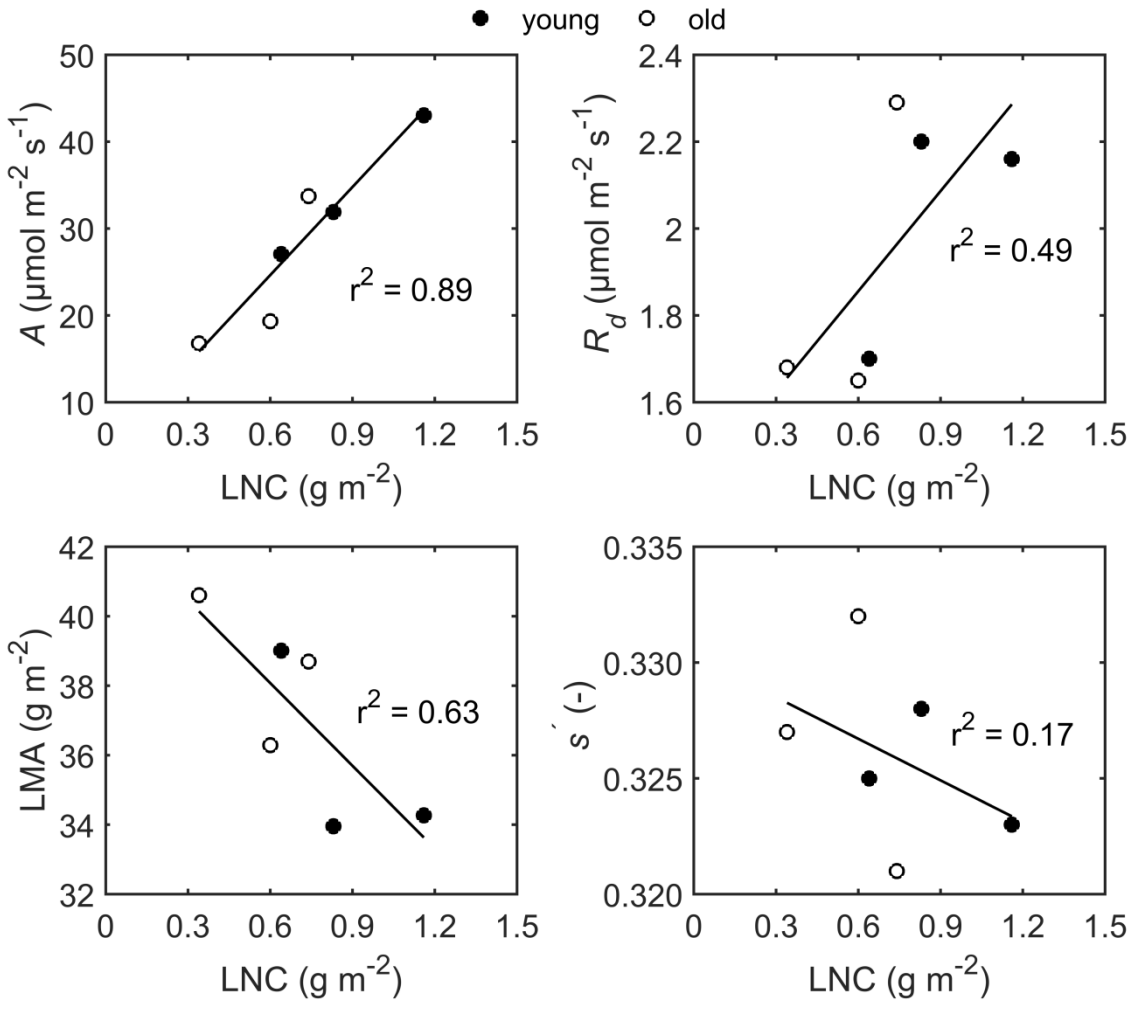 young old
50
40
30
20
10
A (µmol m⁻² s⁻¹)
r² = 0.89
0 0.3 0.6 0.9 1.2 1.5
LNC (g m⁻²)
2.4
2.2
2
1.8
1.6
R_d (µmol m⁻² s⁻¹)
r² = 0.49
0 0.3 0.6 0.9 1.2 1.5
LNC (g m⁻²)
42
40
38
36
34
32
LMA (g m⁻²)
r² = 0.63
0 0.3 0.6 0.9 1.2 1.5
LNC (g m⁻²)
0.335
0.330
0.325
0.320
s´ (-)
r² = 0.17
0 0.3 0.6 0.9 1.2 1.5
LNC (g m⁻²)